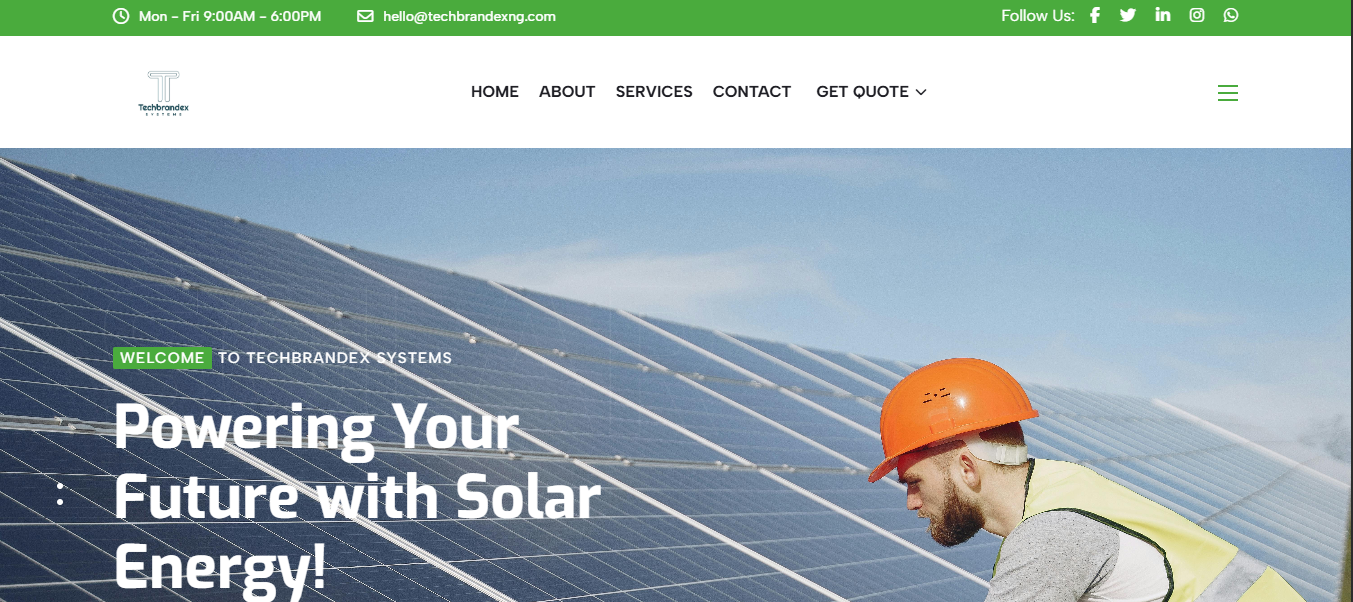 Mon - Fri 9:00AM - 6:00PM
hello@techbrandexng.com
Follow Us:
Techbrandex
SYSTEMS
HOME
ABOUT
SERVICES
CONTACT
GET QUOTE
WELCOME TO TECHBRANDEX SYSTEMS
Powering Your
Future with Solar
Energy!